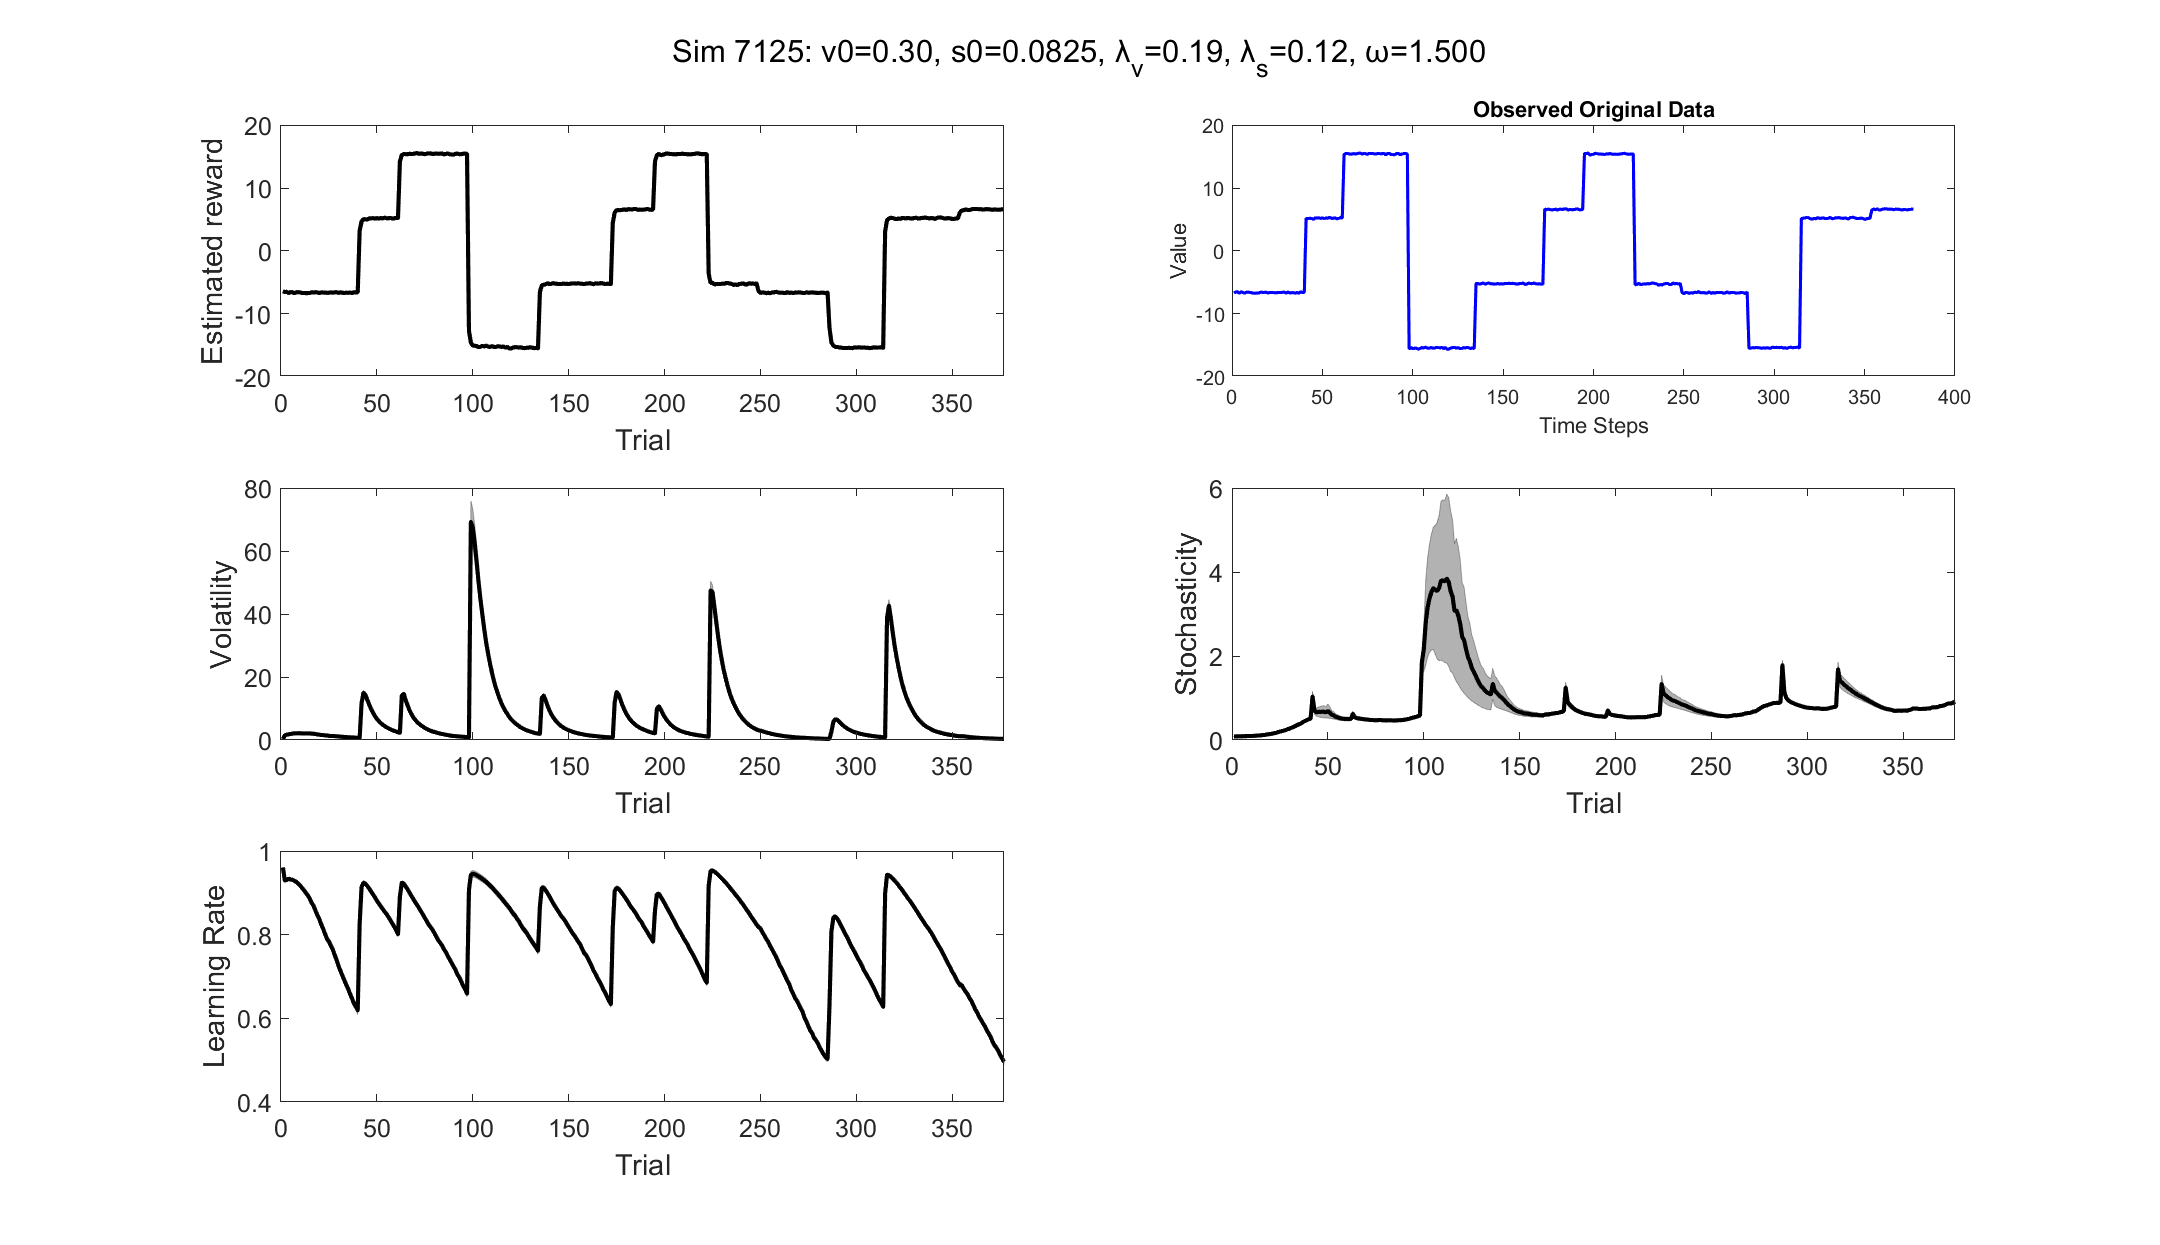 Sim 7125: v0=0.30, s0=0.0825, λv=0.19, λs=0.12, ω=1.500
Estimated reward
20
10
0
-10
-20
0 50 100 150 200 250 300 350
Trial
Observed Original Data
Value
20
10
0
-10
-20
0 50 100 150 200 250 300 350 400
Time Steps
Volatility
80
60
40
20
0
0 50 100 150 200 250 300 350
Trial
Stochasticity
6
4
2
0
0 50 100 150 200 250 300 350
Trial
Learning Rate
1
0.8
0.6
0.4
0 50 100 150 200 250 300 350
Trial